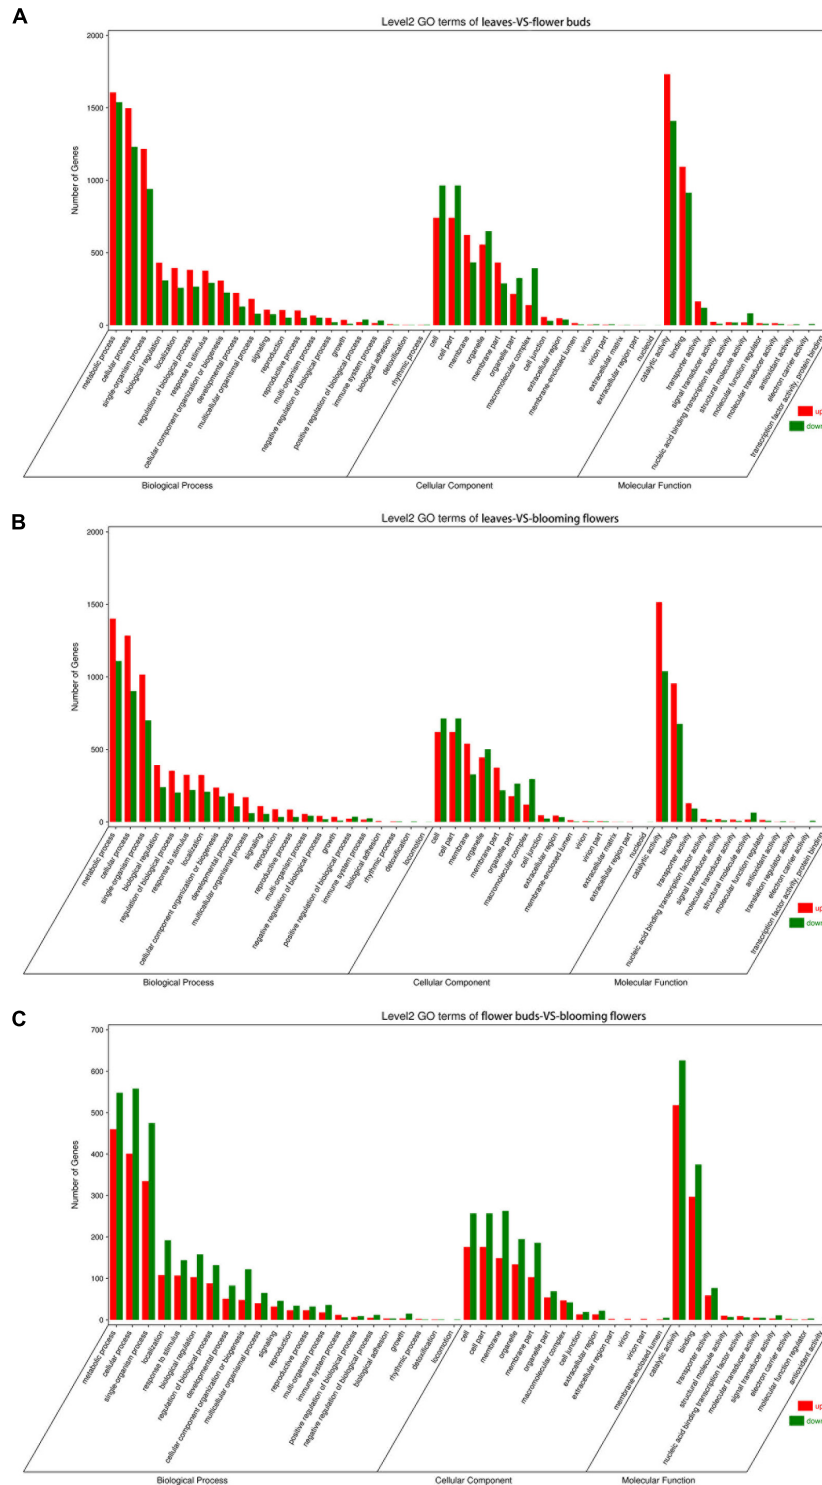 A
Level2 GO terms of leaves-VS-flower buds
2000
1500
1000
500
0
Number of Genes
metabolic process
cellular process
single-organism process
biological regulation
localization
regulation of biological process
response to stimulus
cellular component organization or biogenesis
developmental process
multicellular organismal process
signaling
reproduction
reproductive process
multi-organism process
negative regulation of biological process
growth
positive regulation of biological process
immune system process
biological adhesion
detoxification
rhythmic process
cell
cell part
membrane
organelle
membrane part
organelle part
macromolecular complex
cell junction
extracellular region
membrane-enclosed lumen
virion
virion part
extracellular matrix
extracellular region part
nucleoid
catalytic activity
binding
transporter activity
signal transducer activity
nucleic acid binding transcription factor activity
structural molecule activity
molecular function regulator
molecular transducer activity
antioxidant activity
electron carrier activity
transcription factor activity, protein binding
up
down
Biological Process
Cellular Component
Molecular Function
B
Level2 GO terms of leaves-VS-blooming flowers
2000
1500
1000
500
0
Number of Genes
metabolic process
cellular process
single organism process
biological regulation
regulation of biological process
response to stimulus
localization
cellular component organization or biogenesis
developmental process
multicellular organismal process
signaling
reproduction
reproductive process
multi-organism process
negative regulation of biological process
growth
positive regulation of biological process
immune system process
biological adhesion
rhythmic process
detoxification
locomotion
cell
cell part
membrane
organelle
membrane part
organelle part
macromolecular complex
cell junction
extracellular region
membrane enclosed lumen
virion
virion part
extracellular matrix
extracellular region part
nucleoid
catalytic activity
binding
transporter activity
nucleic acid binding transcription factor activity
signal transducer activity
molecular transducer activity
structural molecule activity
molecular function regulator
antioxidant activity
translation regulator activity
electron carrier activity
transcription factor activity, protein binding
up
down
Biological Process
Cellular Component
Molecular Function
C
Level2 GO terms of flower buds-VS-blooming flowers
700
600
500
400
300
200
100
0
Number of Genes
metabolic process
cellular process
single-organism process
localization
response to stimulus
biological regulation
regulation of biological process
developmental process
cellular component organization or biogenesis
multicellular organismal process
signaling
reproduction
reproductive process
multi-organism process
immune system process
positive regulation of biological process
negative regulation of biological process
biological adhesion
growth
rhythmic process
detoxification
locomotion
cell
cell part
membrane
organelle
membrane part
organelle part
macromolecular complex
cell junction
extracellular region
extracellular region part
virion
virion part
membrane-enclosed lumen
catalytic activity
binding
transporter activity
structural molecule activity
nucleic acid binding transcription factor activity
molecular transducer activity
signal transducer activity
electron carrier activity
molecular function regulator
antioxidant activity
up
down
Biological Process
Cellular Component
Molecular Function